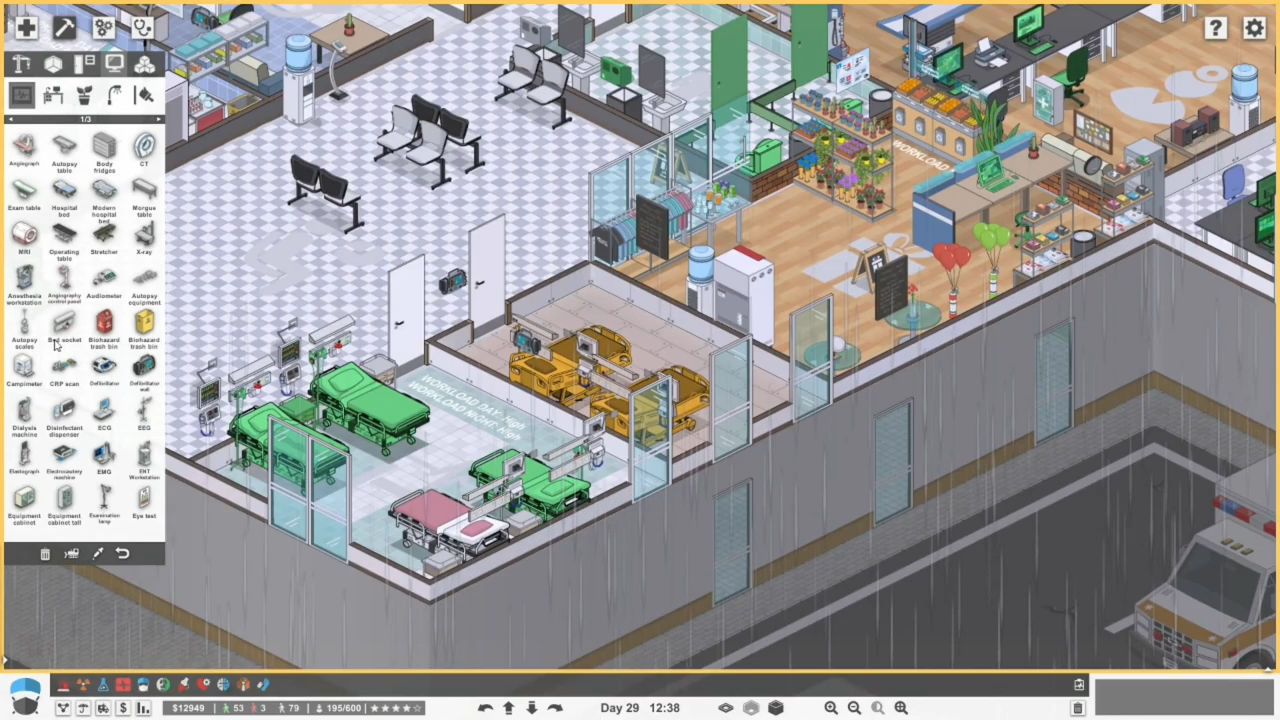 ?
1/3
Angiograph
Autopsy table
Body fridges
CT
Exam table
Hospital bed
Modern hospital bed
Morgue table
MRI
Operating table
Stretcher
X-ray
Anesthesia workstation
Angiography control panel
Audiometer
Autopsy equipment
Autopsy scales
Bed socket
Biohazard trash bin
Biohazard trash bin
Campimeter
CRP scan
Defibrillator
Defibrillator wall
Dialysis machine
Disinfectant dispenser
ECG
EEG
Elastograph
Electrocautery machine
EMG
ENT Workstation
Equipment cabinet
Equipment cabinet tall
Examination lamp
Eye test
WORKLOAD
WORKLOAD DAY: High
WORKLOAD NIGHT: High
$12949
53
3
79
195/600
Day 29 12:38